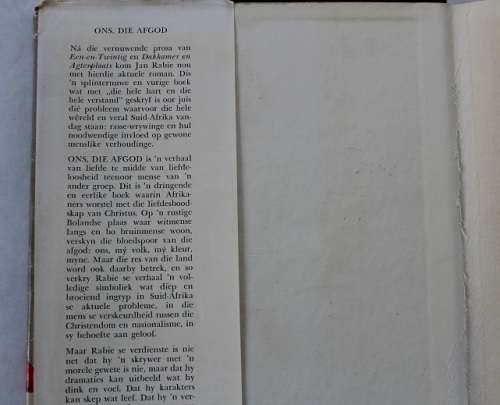 ONS, DIE AFGOD
Ná die vernuwende prosa van
Een-en-Twintig en Dakkamer en
Agterplaats kom Jan Rabie nou
met hierdie aktuele roman. Dis
'n splinternuwe en vurige boek
wat met „die hele hart en die
hele verstand” geskryf is oor juis
dié probleem waarvoor die hele
wêreld en veral Suid-Afrika van-
dag staan: rasse-wrywinge en hul
noodwendige invloed op gewone
menslike verhoudinge.
ONS, DIE AFGOD is 'n verhaal
van liefde te midde van liefde-
loosheid teenoor mense van 'n
ander groep. Dit is 'n dringende
en eerlike boek waarin Afrika-
ners worstel met die liefdesbood-
skap van Christus. Op 'n rustige
Bolandse plaas waar witmense
langs en bo bruinmense woon,
verskyn die bloedspoor van die
afgod: ons, mý volk, mý kleur,
myne. Maar die res van die land
word ook daarby betrek, en so
verkry Rabie se verhaal 'n vol-
ledige simboliek wat diep en
broeiend ingryp in Suid-Afrika
se aktuele probleme, in die
mens se verskeurdheid tussen die
Christendom en nasionalisme, in
sy behoefte aan geloof.
Maar Rabie se verdienste is nie
net dat hy 'n skrywer met 'n
morele gewete is nie, maar dat hy
dramaties kan uitbeeld wat hy
dink en voel. Dat hy karakters
kan skep wat leef. Dat hy 'n ver-